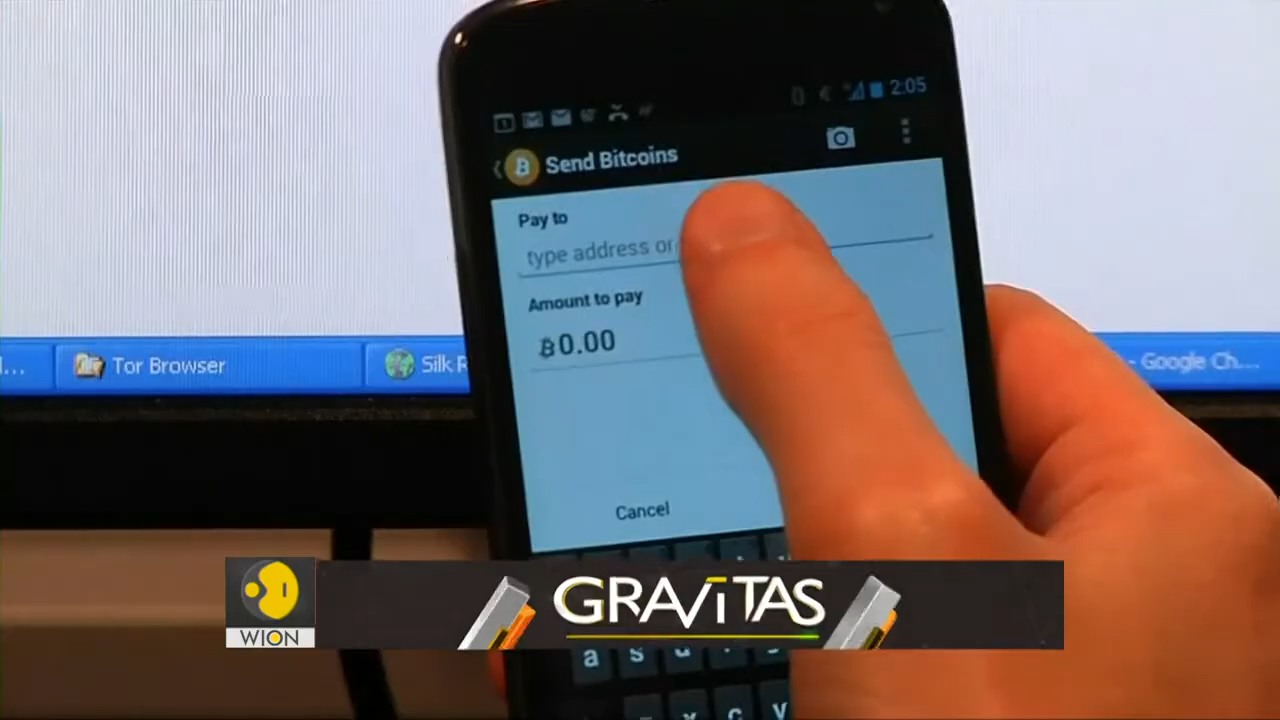 2:05
Send Bitcoins
Pay to
type address or
Amount to pay
฿0.00
Tor Browser
Silk R
- Google Ch...
Cancel
GRAVITAS
WION
a s
c v